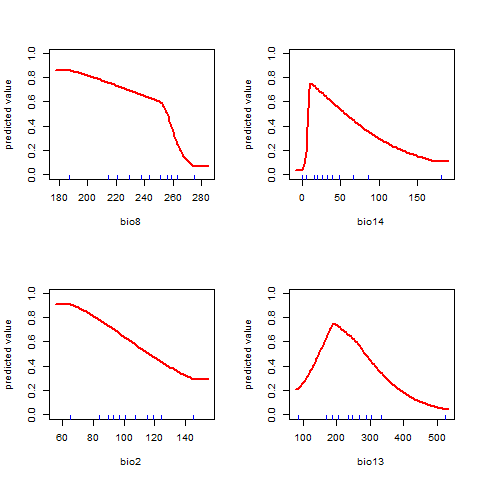 predicted value
0.0 0.2 0.4 0.6 0.8 1.0
180 200 220 240 260 280
bio8
predicted value
0.0 0.2 0.4 0.6 0.8 1.0
0 50 100 150
bio14
predicted value
0.0 0.2 0.4 0.6 0.8 1.0
60 80 100 120 140
bio2
predicted value
0.0 0.2 0.4 0.6 0.8 1.0
100 200 300 400 500
bio13